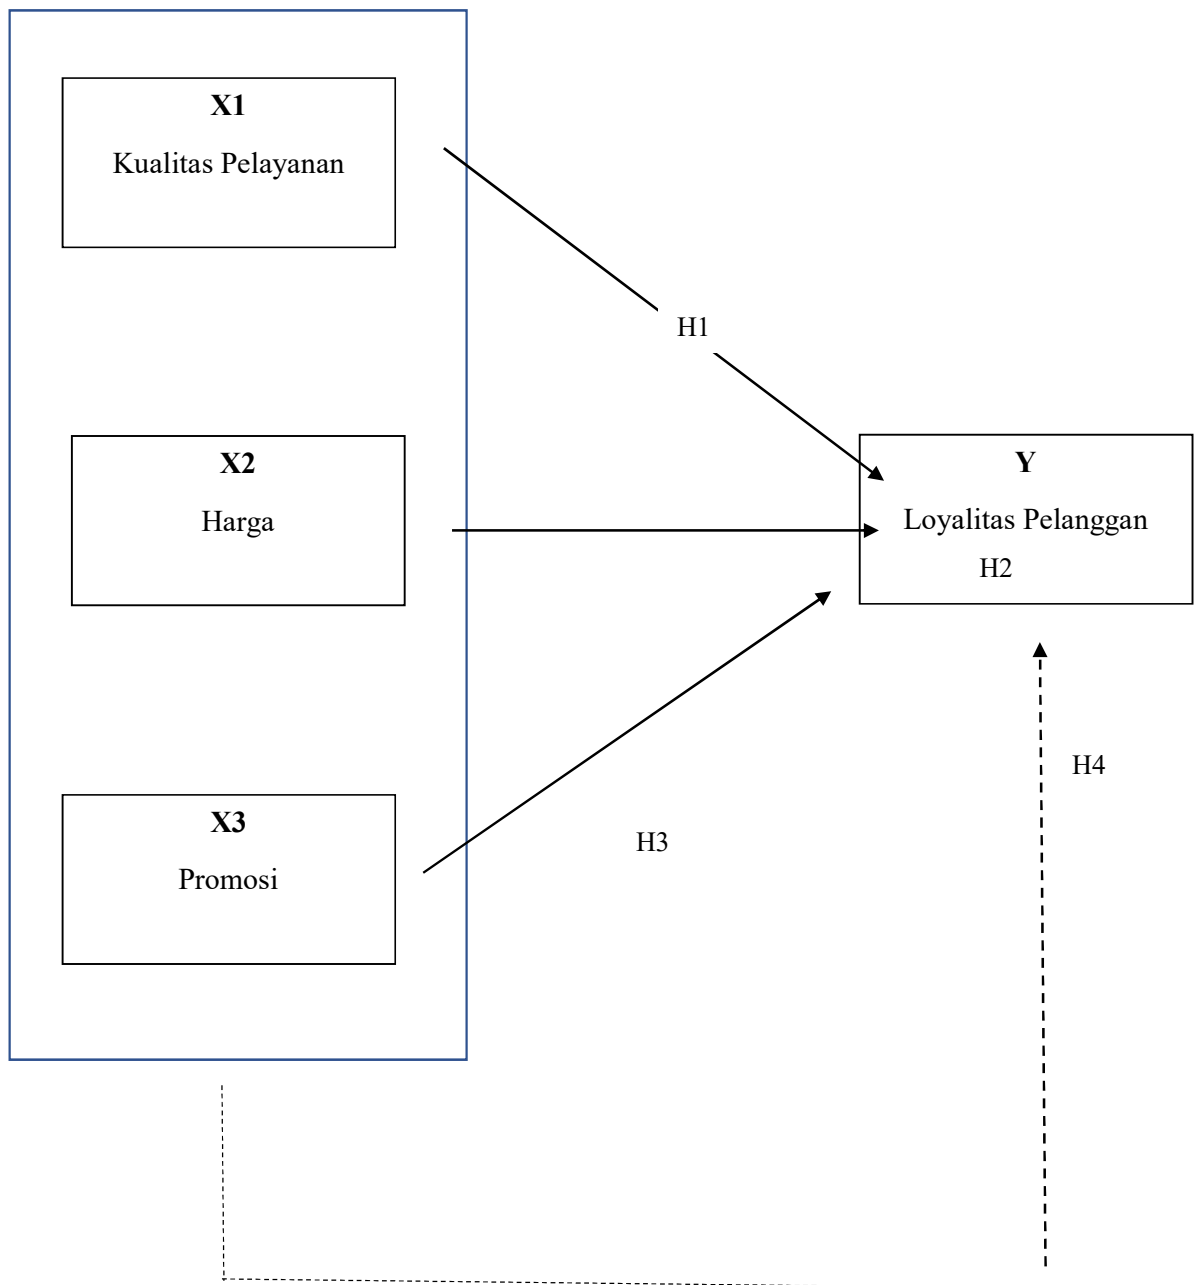 X1
Kualitas Pelayanan
H1
X2
Harga
Y
Loyalitas Pelanggan
H2
H4
X3
Promosi
H3